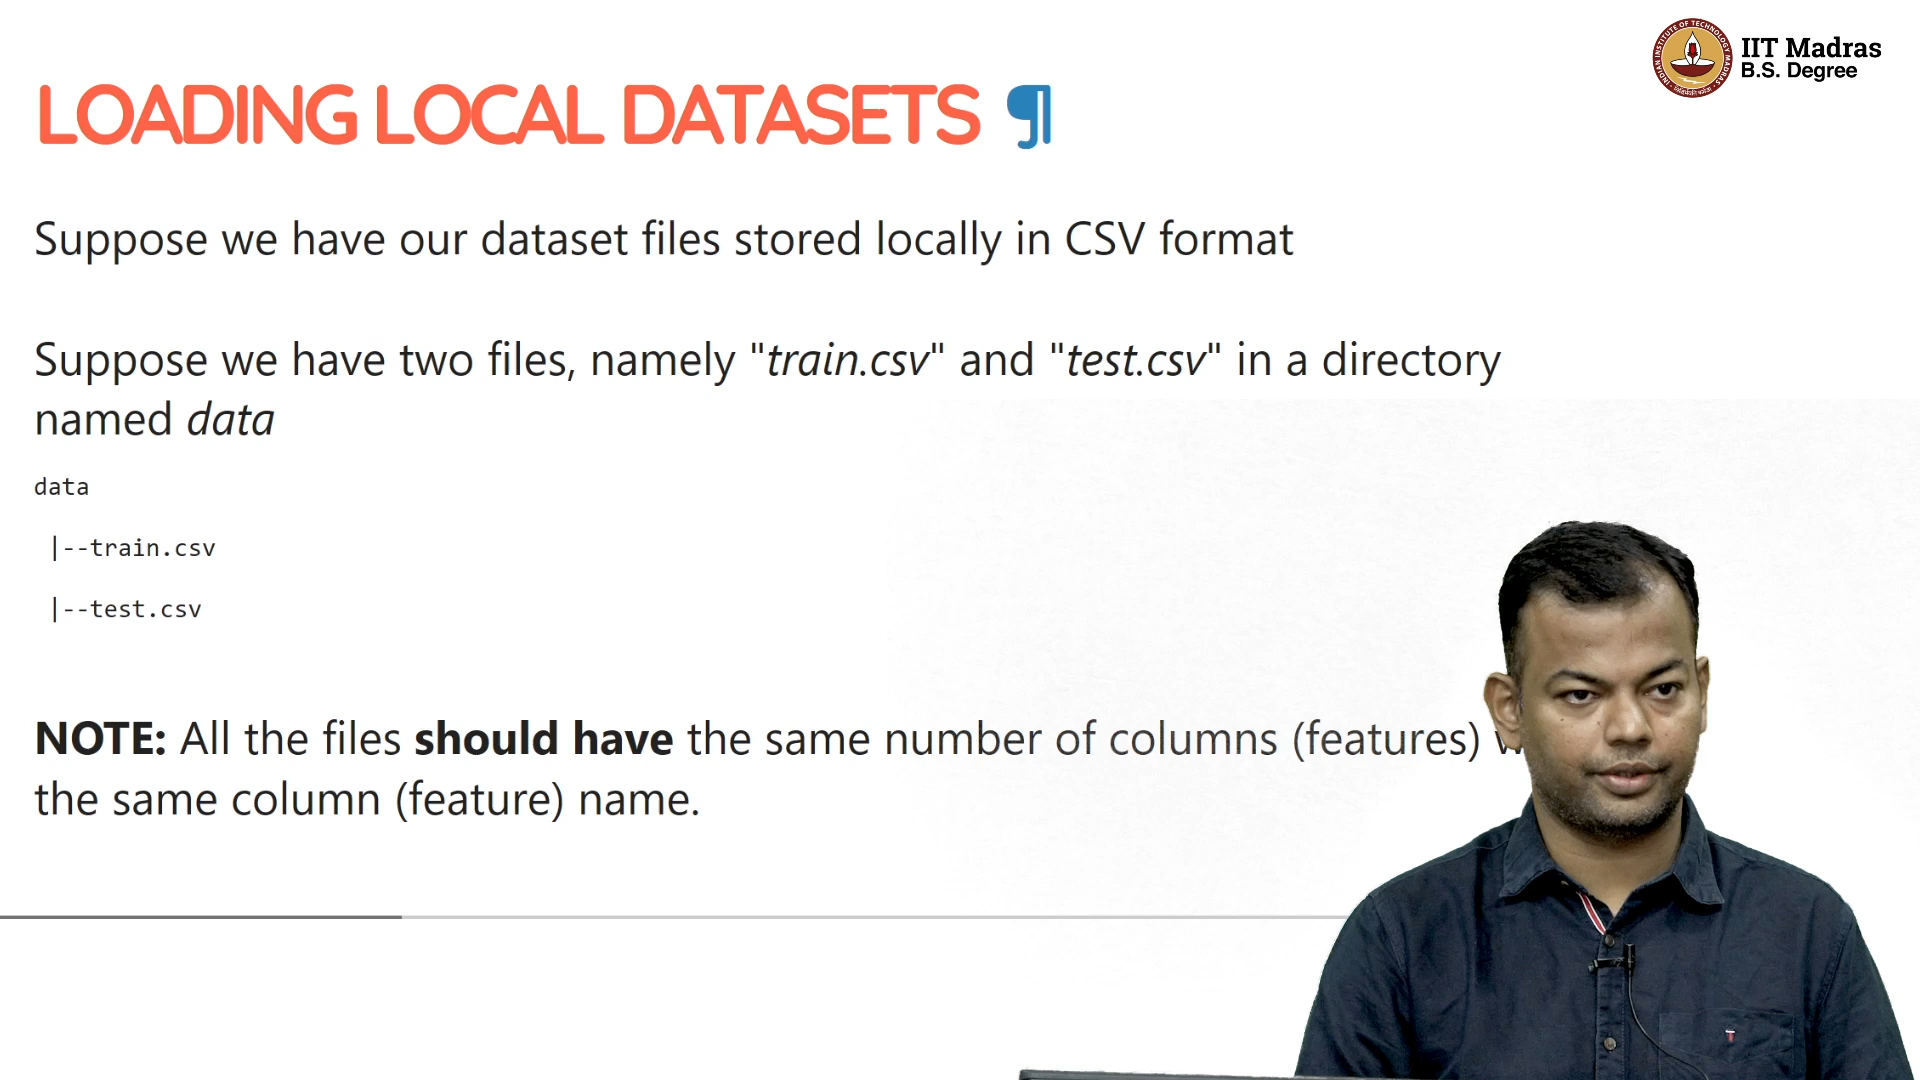 IIT Madras
B.S. Degree
LOADING LOCAL DATASETS ¶
Suppose we have our dataset files stored locally in CSV format
Suppose we have two files, namely "train.csv" and "test.csv" in a directory
named data
data
|--train.csv
|--test.csv
NOTE: All the files should have the same number of columns (features)
the same column (feature) name.